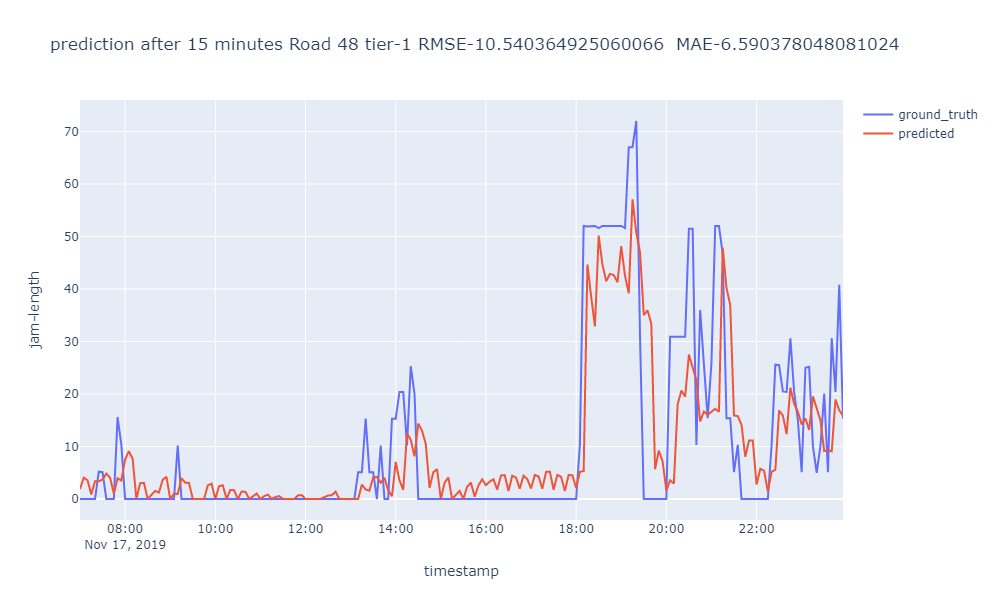 prediction after 15 minutes Road 48 tier-1 RMSE-10.540364925060066  MAE-6.590378048081024
ground_truth
predicted
70
60
50
40
30
20
10
0
jam-length
08:00 10:00 12:00 14:00 16:00 18:00 20:00 22:00
Nov 17, 2019
timestamp